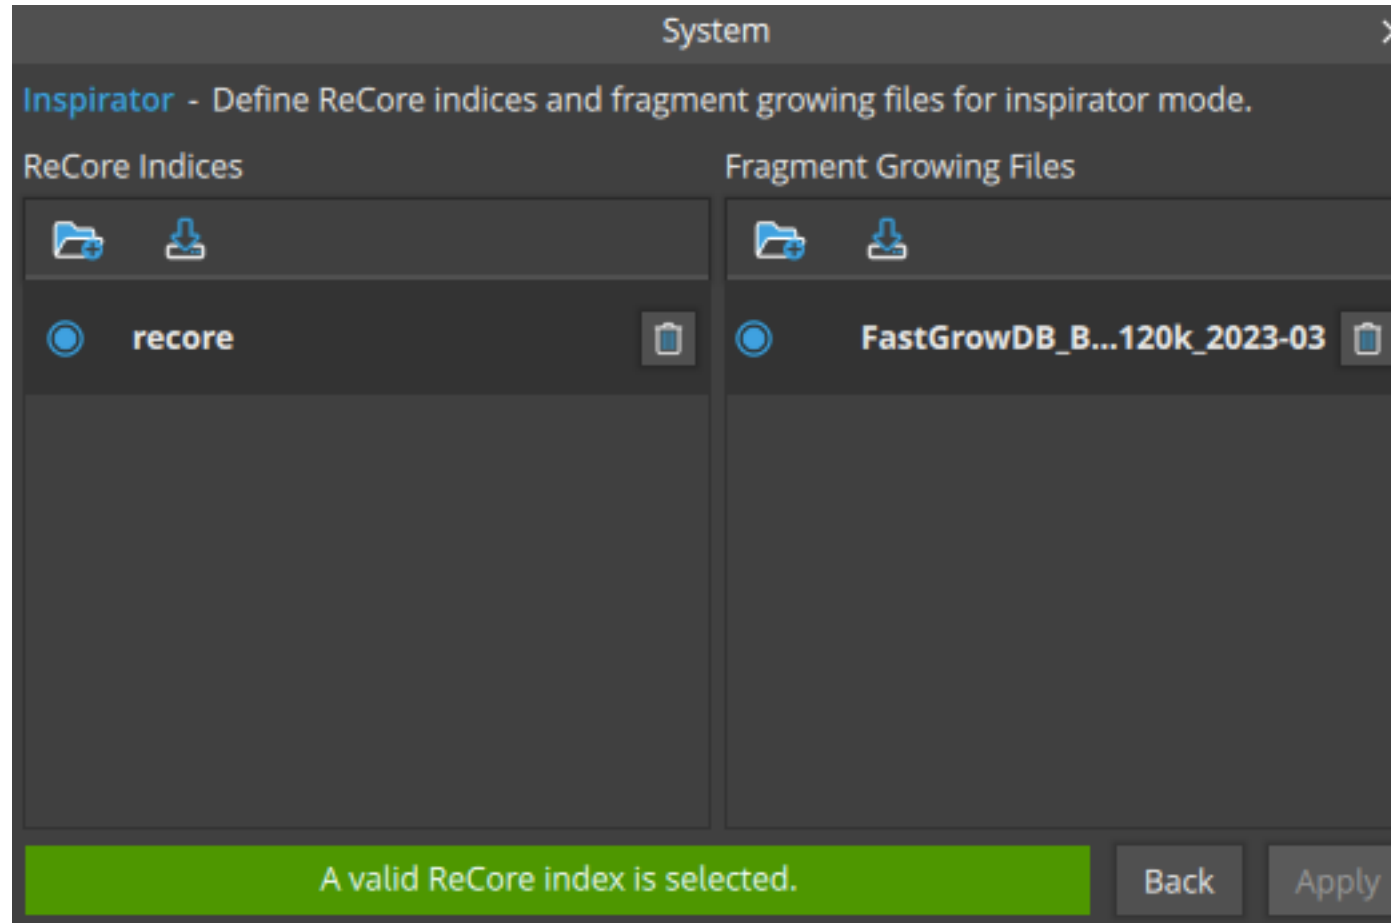 System
Inspirator - Define ReCore indices and fragment growing files for inspirator mode.
ReCore Indices
Fragment Growing Files
recore
FastGrowDB_B...120k_2023-03
A valid ReCore index is selected.
Back
Apply